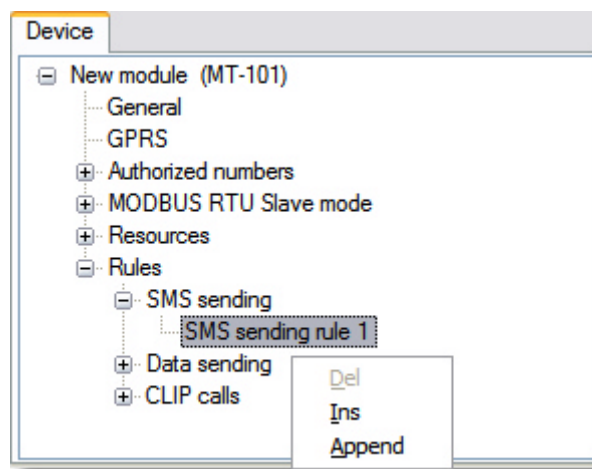 Device
New module (MT-101)
General
GPRS
Authorized numbers
MODBUS RTU Slave mode
Resources
Rules
SMS sending
SMS sending rule 1
Data sending
CLIP calls
Del
Ins
Append